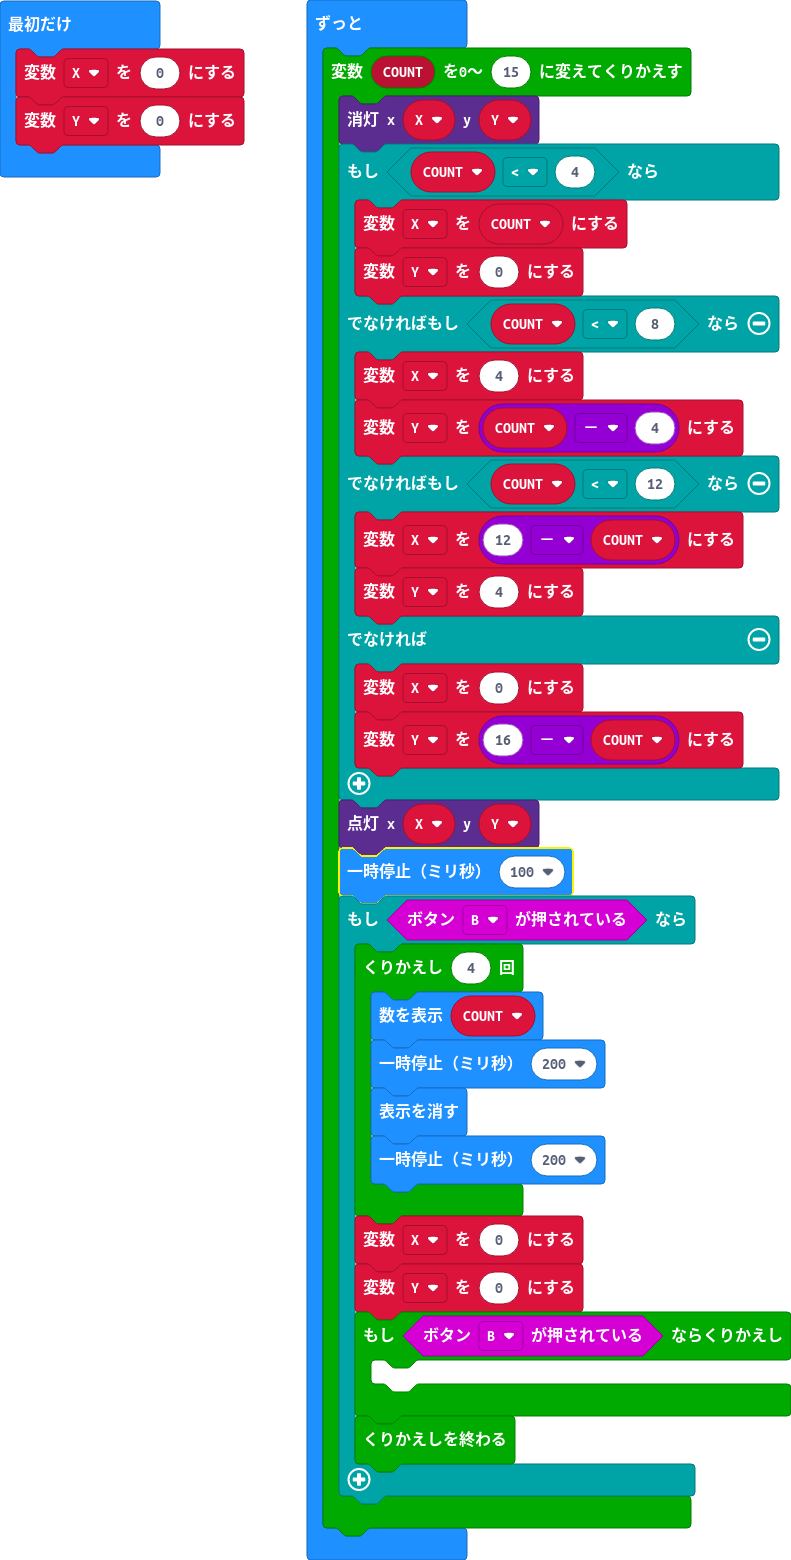 最初だけ
変数 X を 0 にする
変数 Y を 0 にする
ずっと
変数 COUNT を0～ 15 に変えてくりかえす
消灯 x X y Y
もし COUNT < 4 なら
変数 X を COUNT にする
変数 Y を 0 にする
でなければもし COUNT < 8 なら
変数 X を 4 にする
変数 Y を COUNT － 4 にする
でなければもし COUNT < 12 なら
変数 X を 12 － COUNT にする
変数 Y を 4 にする
でなければ
変数 X を 0 にする
変数 Y を 16 － COUNT にする
点灯 x X y Y
一時停止（ミリ秒） 100
もし ボタン B が押されている なら
くりかえし 4 回
数を表示 COUNT
一時停止（ミリ秒） 200
表示を消す
一時停止（ミリ秒） 200
変数 X を 0 にする
変数 Y を 0 にする
もし ボタン B が押されている ならくりかえし
くりかえしを終わる